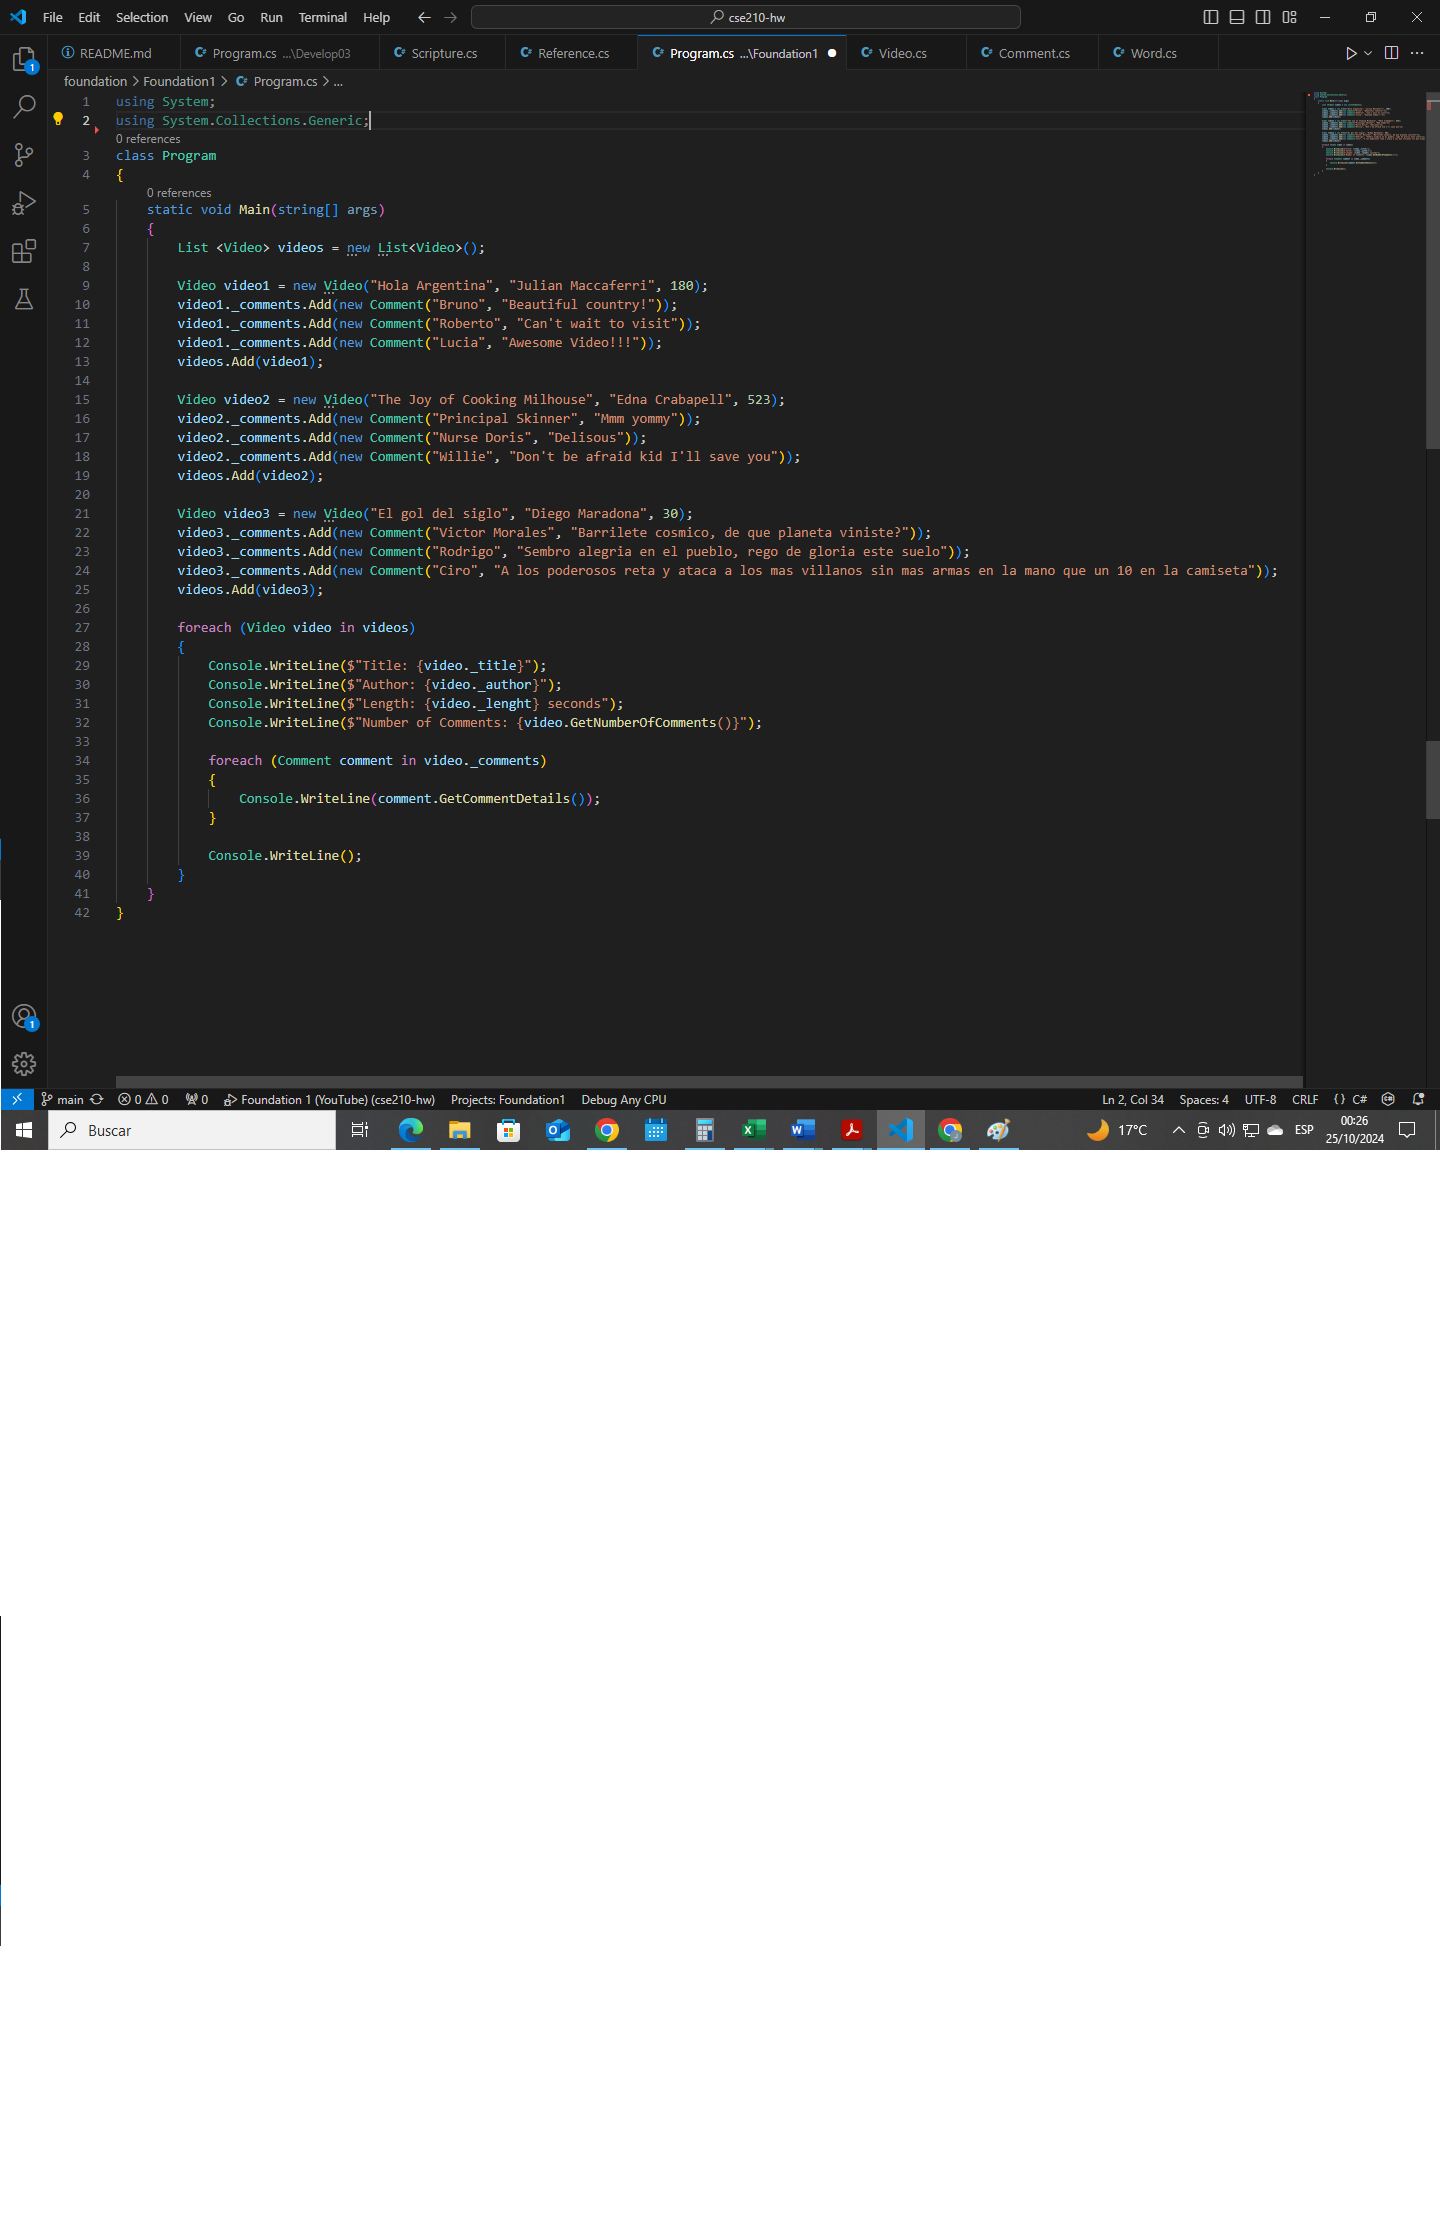 File Edit Selection View Go Run Terminal Help cse210-hw
README.md Program.cs ...\Develop03 Scripture.cs Reference.cs Program.cs ...\Foundation1 Video.cs Comment.cs Word.cs
foundation > Foundation1 > Program.cs > ...
1 using System;
2 using System.Collections.Generic;
0 references
3 class Program
4 {
0 references
5 static void Main(string[] args)
6 {
7 List <Video> videos = new List<Video>();
8
9 Video video1 = new Video("Hola Argentina", "Julian Maccaferri", 180);
10 video1._comments.Add(new Comment("Bruno", "Beautiful country!"));
11 video1._comments.Add(new Comment("Roberto", "Can't wait to visit"));
12 video1._comments.Add(new Comment("Lucia", "Awesome Video!!!"));
13 videos.Add(video1);
14
15 Video video2 = new Video("The Joy of Cooking Milhouse", "Edna Crabapell", 523);
16 video2._comments.Add(new Comment("Principal Skinner", "Mmm yommy"));
17 video2._comments.Add(new Comment("Nurse Doris", "Delisous"));
18 video2._comments.Add(new Comment("Willie", "Don't be afraid kid I'll save you"));
19 videos.Add(video2);
20
21 Video video3 = new Video("El gol del siglo", "Diego Maradona", 30);
22 video3._comments.Add(new Comment("Victor Morales", "Barrilete cosmico, de que planeta viniste?"));
23 video3._comments.Add(new Comment("Rodrigo", "Sembro alegria en el pueblo, rego de gloria este suelo"));
24 video3._comments.Add(new Comment("Ciro", "A los poderosos reta y ataca a los mas villanos sin mas armas en la mano que un 10 en la camiseta"));
25 videos.Add(video3);
26
27 foreach (Video video in videos)
28 {
29 Console.WriteLine($"Title: {video._title}");
30 Console.WriteLine($"Author: {video._author}");
31 Console.WriteLine($"Length: {video._lenght} seconds");
32 Console.WriteLine($"Number of Comments: {video.GetNumberOfComments()}");
33
34 foreach (Comment comment in video._comments)
35 {
36 Console.WriteLine(comment.GetCommentDetails());
37 }
38
39 Console.WriteLine();
40 }
41 }
42 }
main 0 0 0 Foundation 1 (YouTube) (cse210-hw) Projects: Foundation1 Debug Any CPU Ln 2, Col 34 Spaces: 4 UTF-8 CRLF {} C#
Buscar 17°C ESP 00:26
25/10/2024